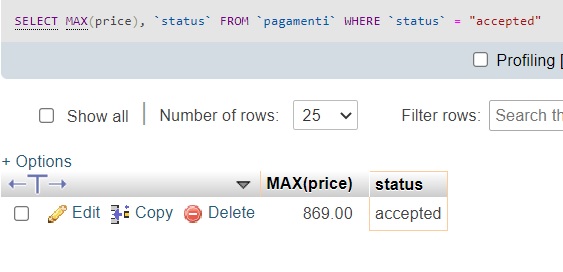 SELECT MAX(price), `status` FROM `pagamenti` WHERE `status` = "accepted"
Profiling [
Show all Number of rows: 25 Filter rows: Search th
+ Options
←T→ MAX(price) status
Edit Copy Delete 869.00 accepted